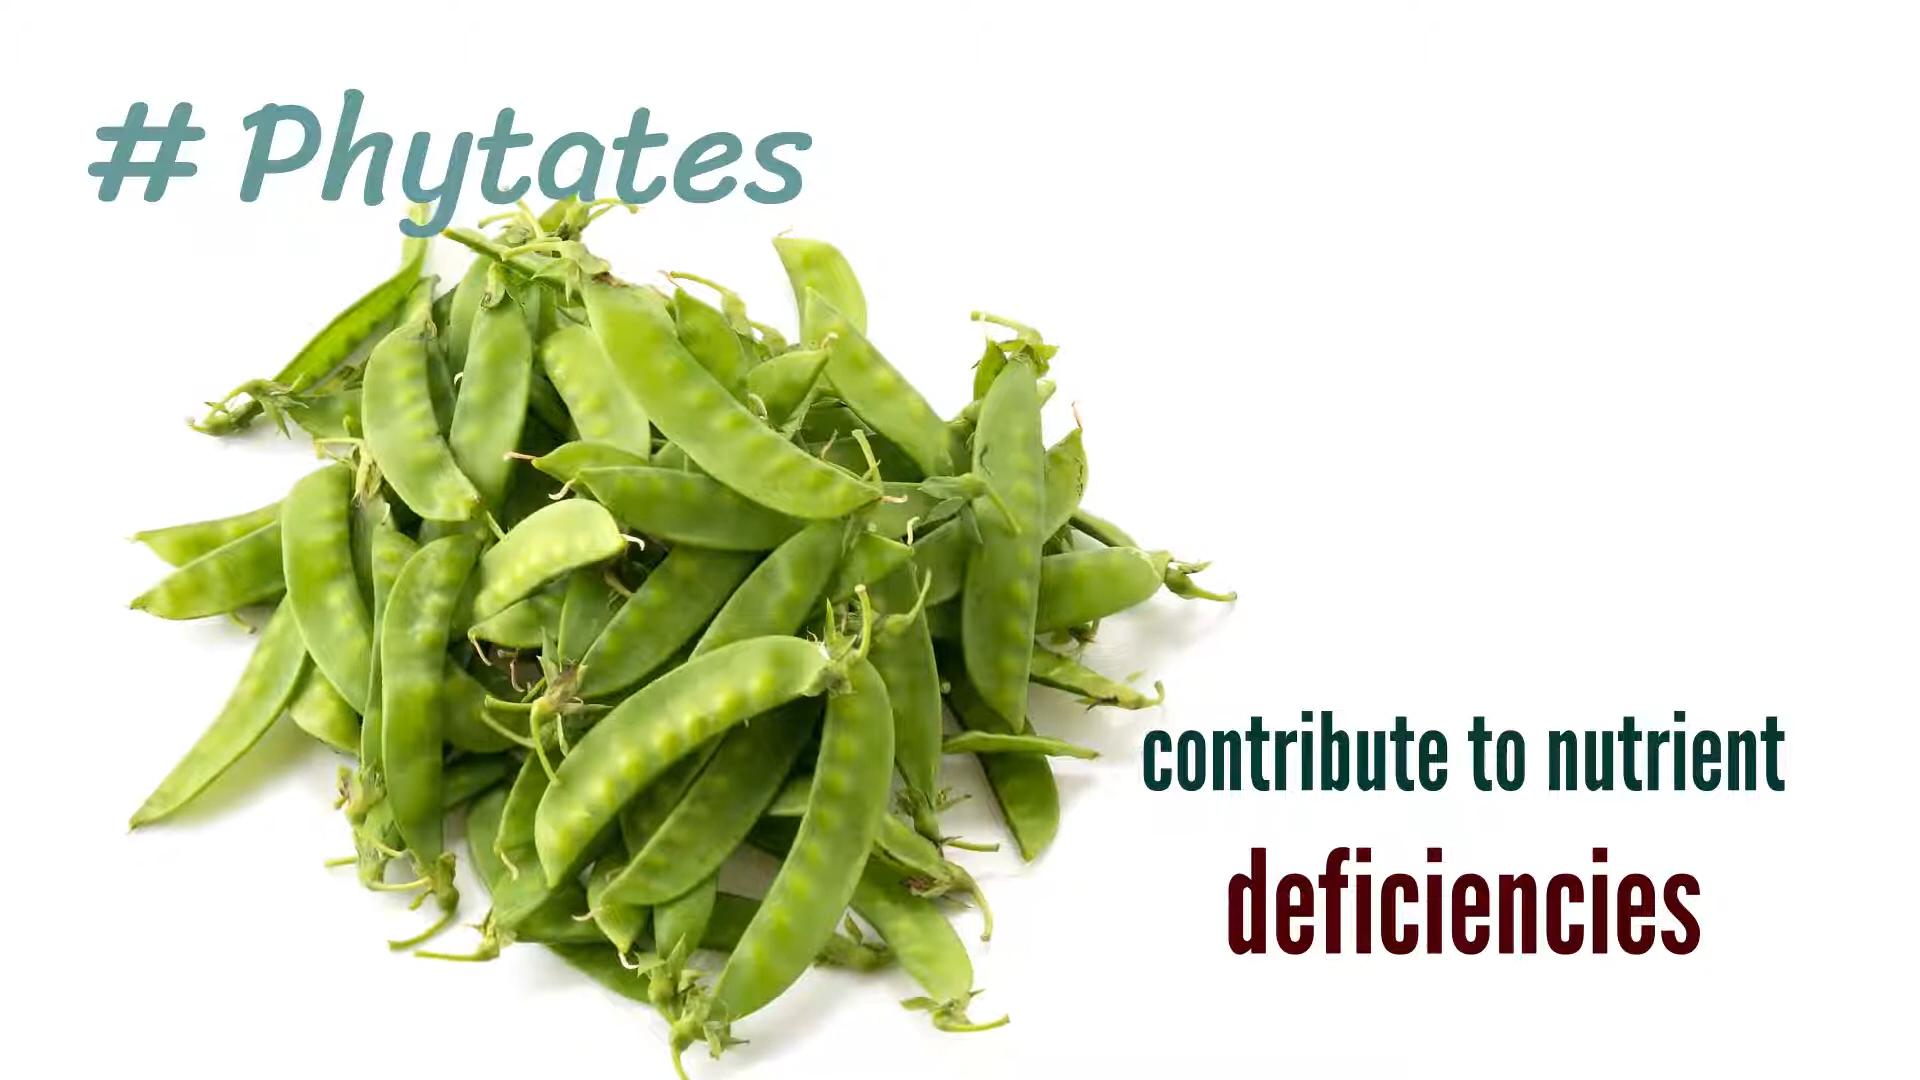 # Phytates
contribute to nutrient
deficiencies